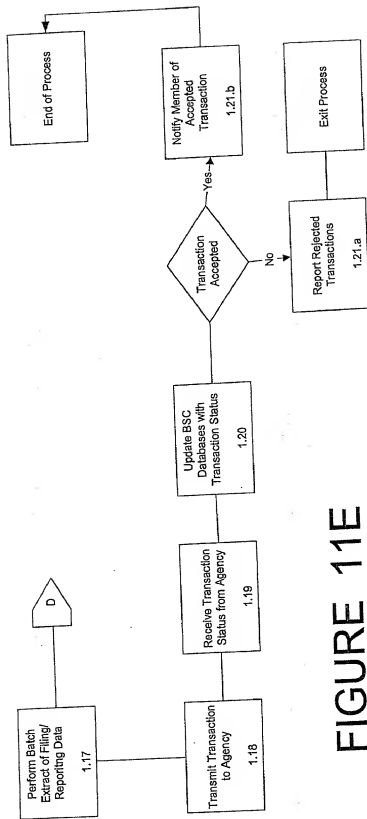 D
Perform Batch
Extract of Filing/
Reporting Data
1.17
Transmit Transaction
to Agency
1.18
Receive Transaction
Status from Agency
1.19
Update BSC
Databases with
Transaction Status
1.20
Transaction
Accepted
Yes
No
Notify Member of
Accepted
Transaction
1.21.b
End of Process
Report Rejected
Transactions
1.21.a
Exit Process
FIGURE 11E